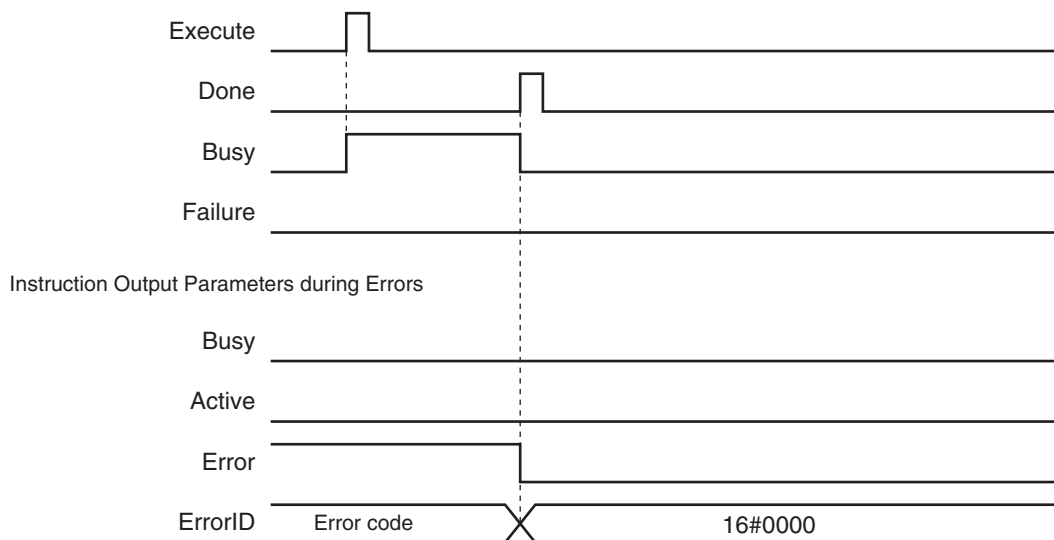 Execute
Done
Busy
Failure
Instruction Output Parameters during Errors
Busy
Active
Error
ErrorID Error code 16#0000